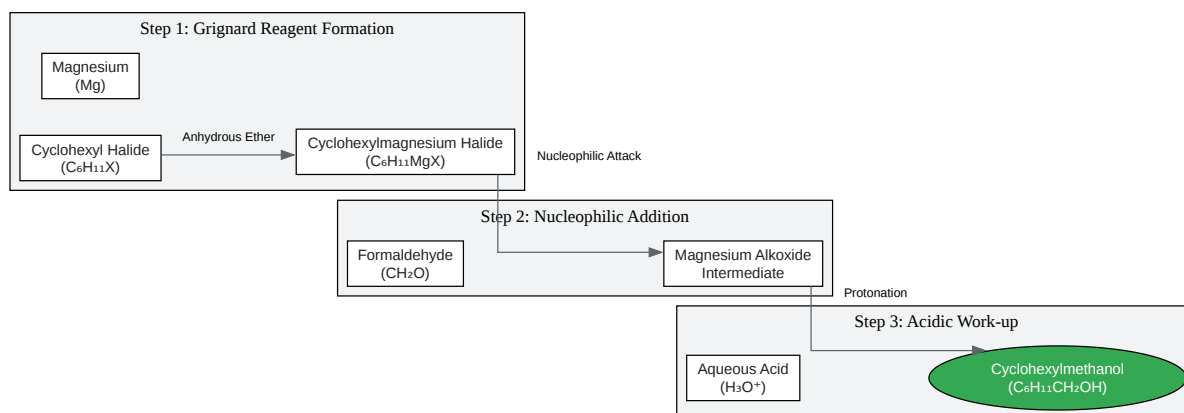 Step 1: Grignard Reagent Formation
Magnesium
(Mg)
Cyclohexyl Halide
(C₆H₁₁X)
Anhydrous Ether
Cyclohexylmagnesium Halide
(C₆H₁₁MgX)
Nucleophilic Attack
Step 2: Nucleophilic Addition
Formaldehyde
(CH₂O)
Magnesium Alkoxide
Intermediate
Protonation
Step 3: Acidic Work-up
Aqueous Acid
(H₃O⁺)
Cyclohexylmethanol
(C₆H₁₁CH₂OH)